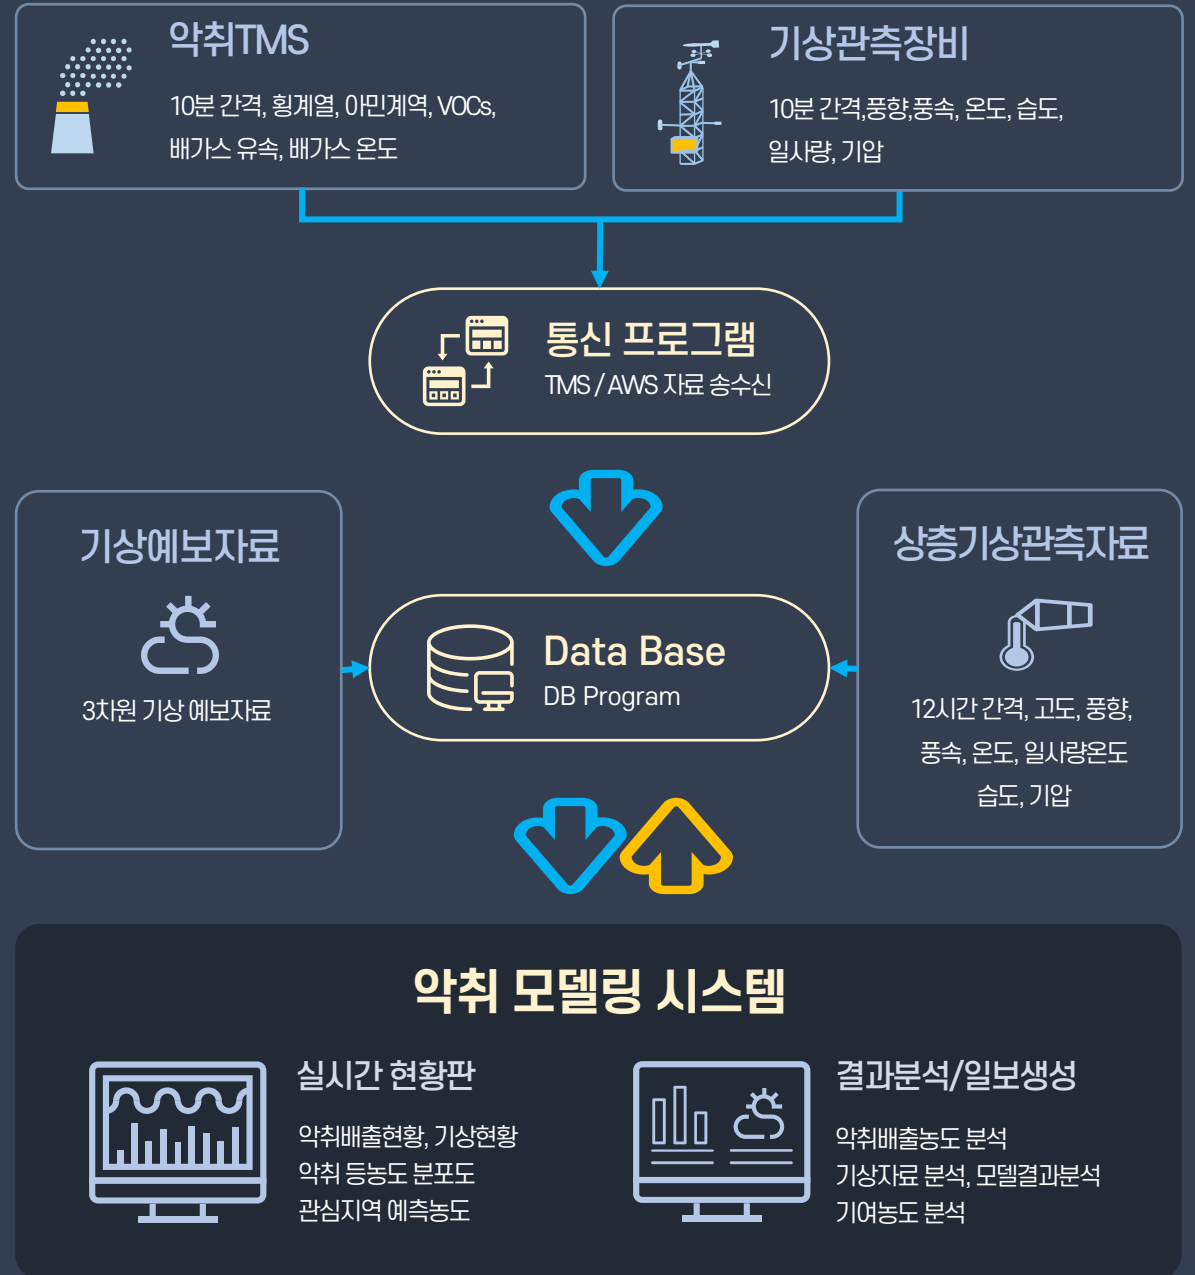 악취TMS
10분 간격, 황계열, 아민계역, VOCs,
배가스 유속, 배가스 온도
기상관측장비
10분 간격,풍향,풍속, 온도, 습도,
일사량, 기압
통신 프로그램
TMS / AWS 자료 송수신
기상예보자료
3차원 기상 예보자료
Data Base
DB Program
상층기상관측자료
12시간 간격, 고도, 풍향,
풍속, 온도, 일사량온도
습도, 기압
악취 모델링 시스템
실시간 현황판
악취배출현황, 기상현황
악취 등농도 분포도
관심지역 예측농도
결과분석/일보생성
악취배출농도 분석
기상자료 분석, 모델결과분석
기여농도 분석